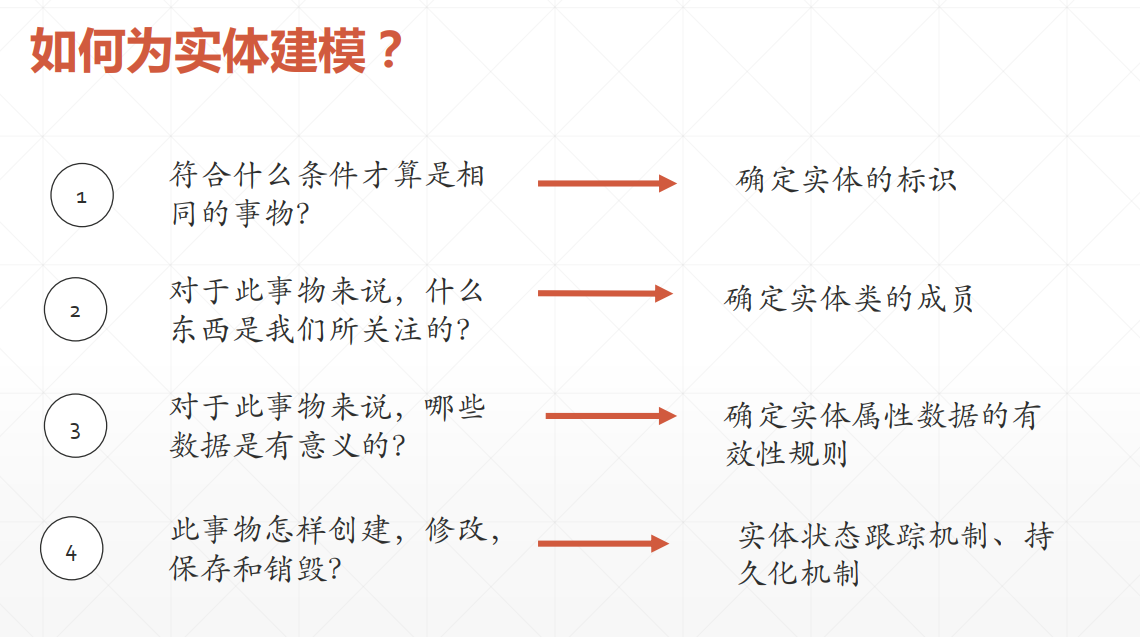 如何为实体建模？
1
符合什么条件才算是相
同的事物?
确定实体的标识
2
对于此事物来说，什么
东西是我们所关注的?
确定实体类的成员
3
对于此事物来说，哪些
数据是有意义的?
确定实体属性数据的有
效性规则
4
此事物怎样创建，修改，
保存和销毁?
实体状态跟踪机制、持
久化机制